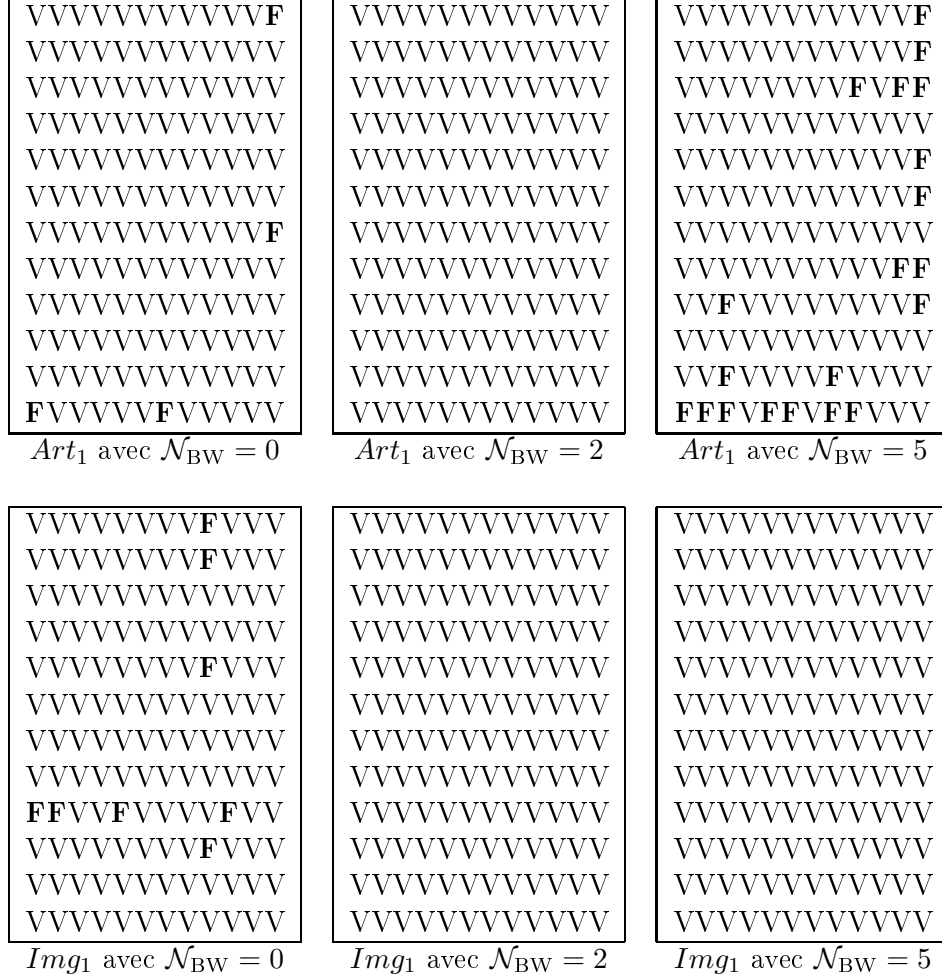 VVVVVVVVVVVF
VVVVVVVVVVVV
VVVVVVVVVVVV
VVVVVVVVVVVV
VVVVVVVVVVVV
VVVVVVVVVVVV
VVVVVVVVVVVF
VVVVVVVVVVVV
VVVVVVVVVVVV
VVVVVVVVVVVV
VVVVVVVVVVVV
FVVVVVFVVVVV
Art₁ avec 𝒩BW = 0
VVVVVVVVVVVV
VVVVVVVVVVVV
VVVVVVVVVVVV
VVVVVVVVVVVV
VVVVVVVVVVVV
VVVVVVVVVVVV
VVVVVVVVVVVV
VVVVVVVVVVVV
VVVVVVVVVVVV
VVVVVVVVVVVV
VVVVVVVVVVVV
VVVVVVVVVVVV
Art₁ avec 𝒩BW = 2
VVVVVVVVVVVF
VVVVVVVVVVVF
VVVVVVVVFVFF
VVVVVVVVVVVV
VVVVVVVVVVVF
VVVVVVVVVVVF
VVVVVVVVVVVV
VVVVVVVVVVFF
VVFVVVVVVVVF
VVVVVVVVVVVV
VVFVVVVFVVVV
FFFVFFVFFVVV
Art₁ avec 𝒩BW = 5
VVVVVVVVFVVV
VVVVVVVVFVVV
VVVVVVVVVVVV
VVVVVVVVVVVV
VVVVVVVVFVVV
VVVVVVVVVVVV
VVVVVVVVVVVV
VVVVVVVVVVVV
FFVVFVVVVFVV
VVVVVVVVFVVV
VVVVVVVVVVVV
VVVVVVVVVVVV
Img₁ avec 𝒩BW = 0
VVVVVVVVVVVV
VVVVVVVVVVVV
VVVVVVVVVVVV
VVVVVVVVVVVV
VVVVVVVVVVVV
VVVVVVVVVVVV
VVVVVVVVVVVV
VVVVVVVVVVVV
VVVVVVVVVVVV
VVVVVVVVVVVV
VVVVVVVVVVVV
VVVVVVVVVVVV
Img₁ avec 𝒩BW = 2
VVVVVVVVVVVV
VVVVVVVVVVVV
VVVVVVVVVVVV
VVVVVVVVVVVV
VVVVVVVVVVVV
VVVVVVVVVVVV
VVVVVVVVVVVV
VVVVVVVVVVVV
VVVVVVVVVVVV
VVVVVVVVVVVV
VVVVVVVVVVVV
VVVVVVVVVVVV
Img₁ avec 𝒩BW = 5